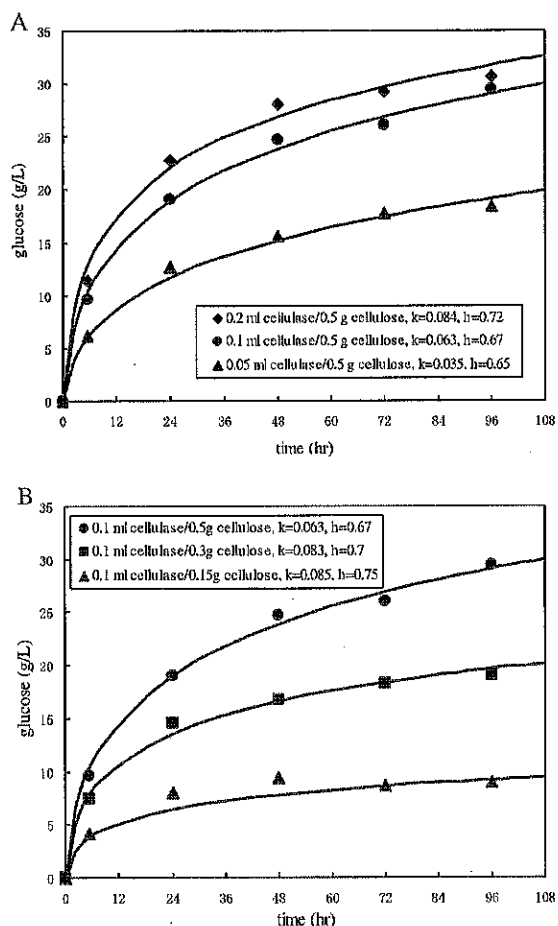 A
35
30
25
20
15
10
5
0
glucose (g/L)
0.2 ml cellulase/0.5 g cellulose, k=0.084, h=0.72
0.1 ml cellulase/0.5 g cellulose, k=0.063, h=0.67
0.05 ml cellulase/0.5 g cellulose, k=0.035, h=0.65
0 12 24 36 48 60 72 84 96 108
time (hr)
B
35
30
25
20
15
10
5
0
glucose (g/L)
0.1 ml cellulase/0.5g cellulose, k=0.063, h=0.67
0.1 ml cellulase/0.3g cellulose, k=0.083, h=0.7
0.1 ml cellulase/0.15g cellulose, k=0.085, h=0.75
0 12 24 36 48 60 72 84 96 108
time (hr)